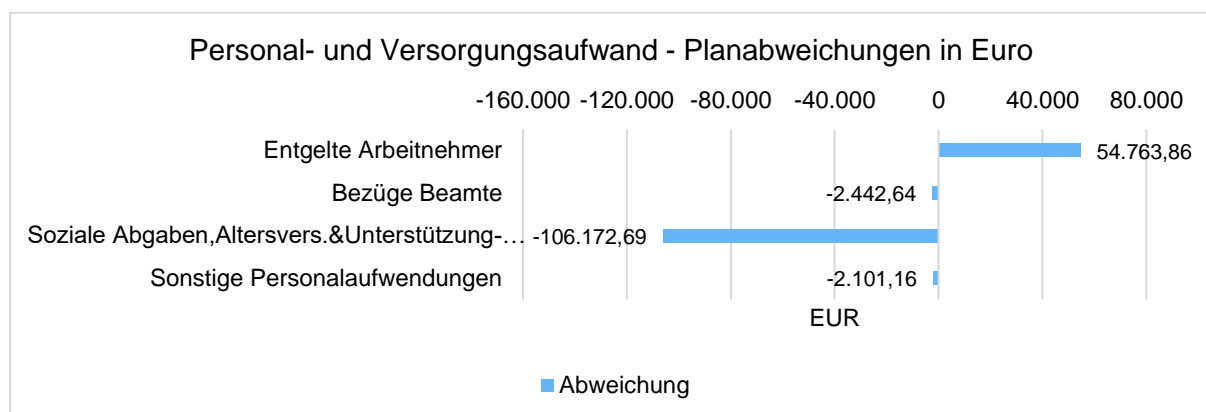 Personal- und Versorgungsaufwand - Planabweichungen in Euro
-160.000 -120.000 -80.000 -40.000 0 40.000 80.000
Entgelte Arbeitnehmer 54.763,86
Bezüge Beamte -2.442,64
Soziale Abgaben,Altersvers.&Unterstützung-… -106.172,69
Sonstige Personalaufwendungen -2.101,16
EUR
Abweichung